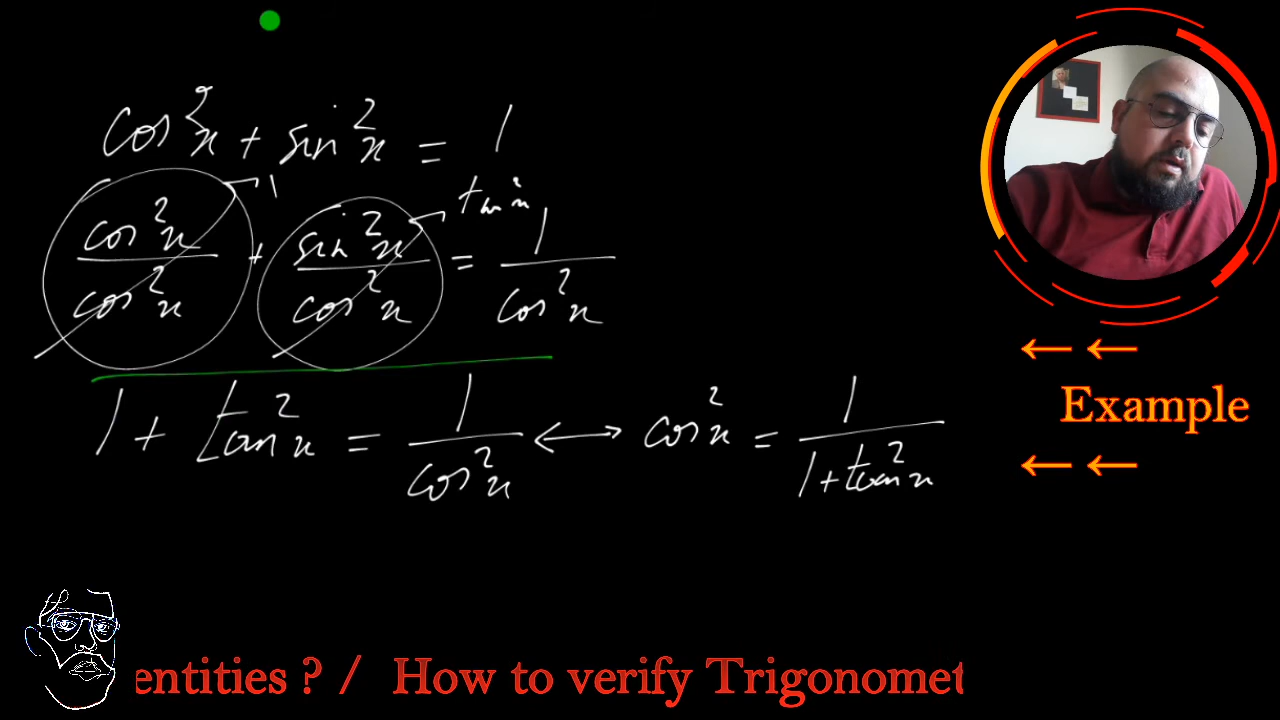 cos²x + sin²x = 1
cos²x/cos²x → 1 + sin²x/cos²x → tan²x = 1/cos²x
1 + tan²x = 1/cos²x ⟷ cos²x = 1/(1+tan²x)
← ←
Example
← ←
entities ? / How to verify Trigonomet